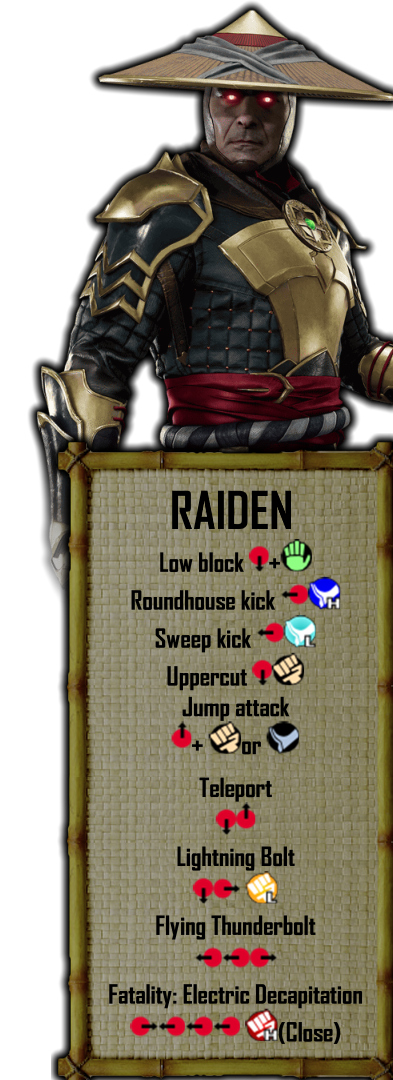 RAIDEN
Low block +
Roundhouse kick H
Sweep kick L
Uppercut
Jump attack
+ or
Teleport
Lightning Bolt
L
Flying Thunderbolt
Fatality: Electric Decapitation
H (Close)